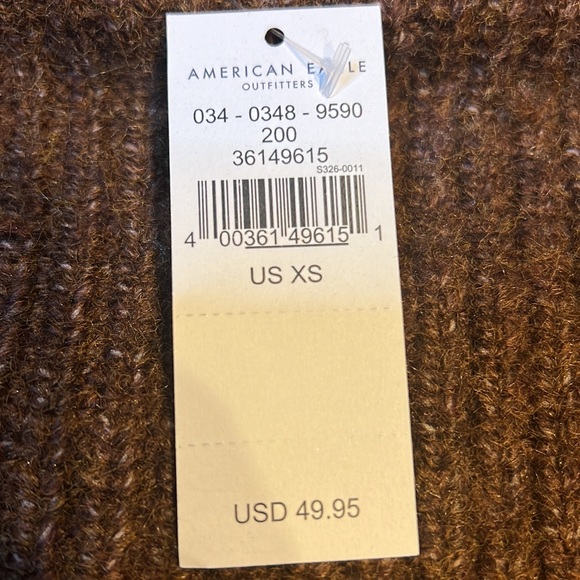 AMERICAN EAGLE
OUTFITTERS
034 - 0348 - 9590
200
36149615
S326-0011
4 00361 49615 1
US XS
USD 49.95